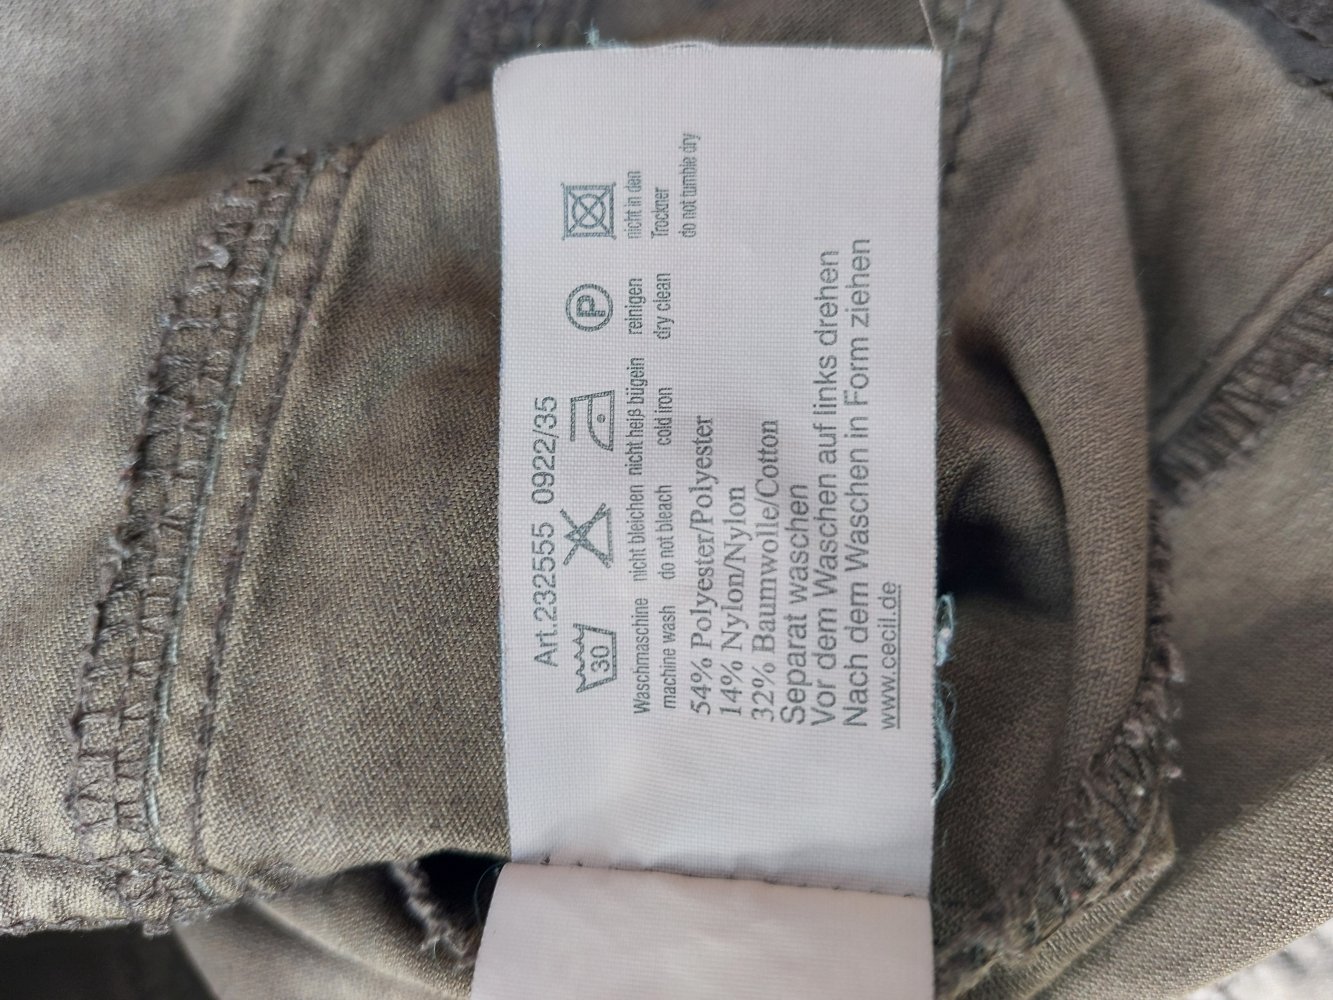 Art.232555 0922/35
30
P
Waschmaschine nicht bleichen nicht heiß bügeln reinigen nicht in den
machine wash do not bleach cold iron dry clean Trockner
do not tumble dry
54% Polyester/Polyester
14% Nylon/Nylon
32% Baumwolle/Cotton
Separat waschen
Vor dem Waschen auf links drehen
Nach dem Waschen in Form ziehen
www.cecil.de